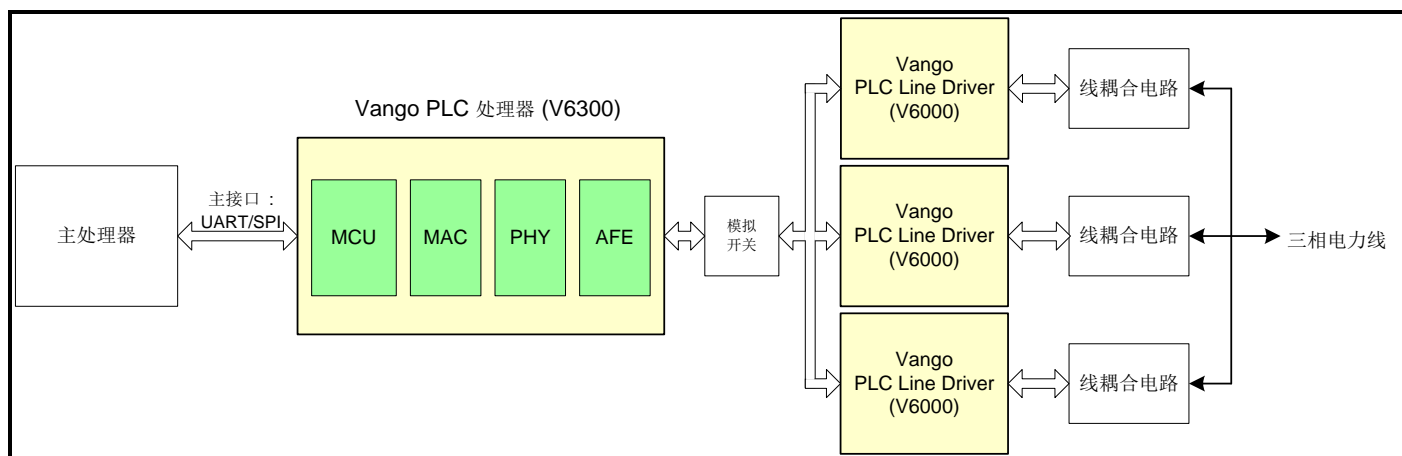 Vango PLC 处理器 (V6300)
主处理器
主接口 :
UART/SPI
MCU
MAC
PHY
AFE
模拟
开关
Vango
PLC Line Driver
(V6000)
线耦合电路
Vango
PLC Line Driver
(V6000)
线耦合电路
三相电力线
Vango
PLC Line Driver
(V6000)
线耦合电路